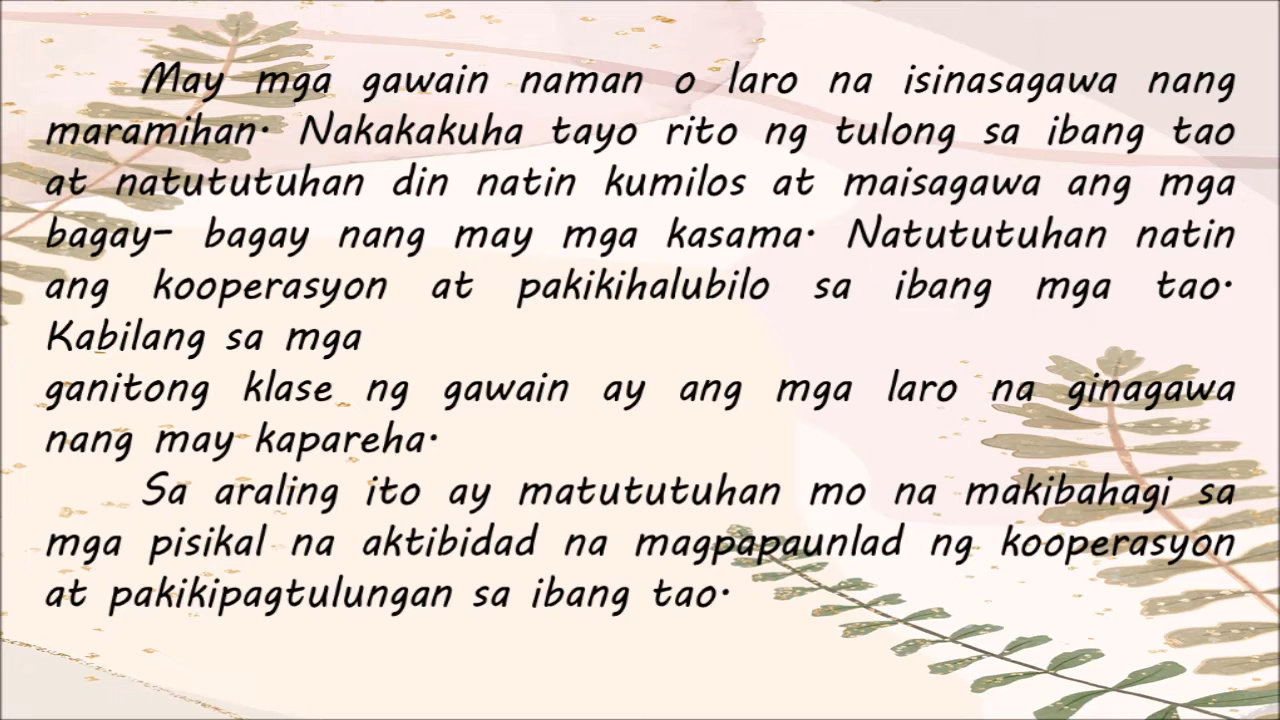 May mga gawain naman o laro na isinasagawa nang
maramihan. Nakakakuha tayo rito ng tulong sa ibang tao
at natututuhan din natin kumilos at maisagawa ang mga
bagay- bagay nang may mga kasama. Natututuhan natin
ang kooperasyon at pakikihalubilo sa ibang mga tao.
Kabilang sa mga
ganitong klase ng gawain ay ang mga laro na ginagawa
nang may kapareha.
Sa araling ito ay matututuhan mo na makibahagi sa
mga pisikal na aktibidad na magpapaunlad ng kooperasyon
at pakikipagtulungan sa ibang tao.